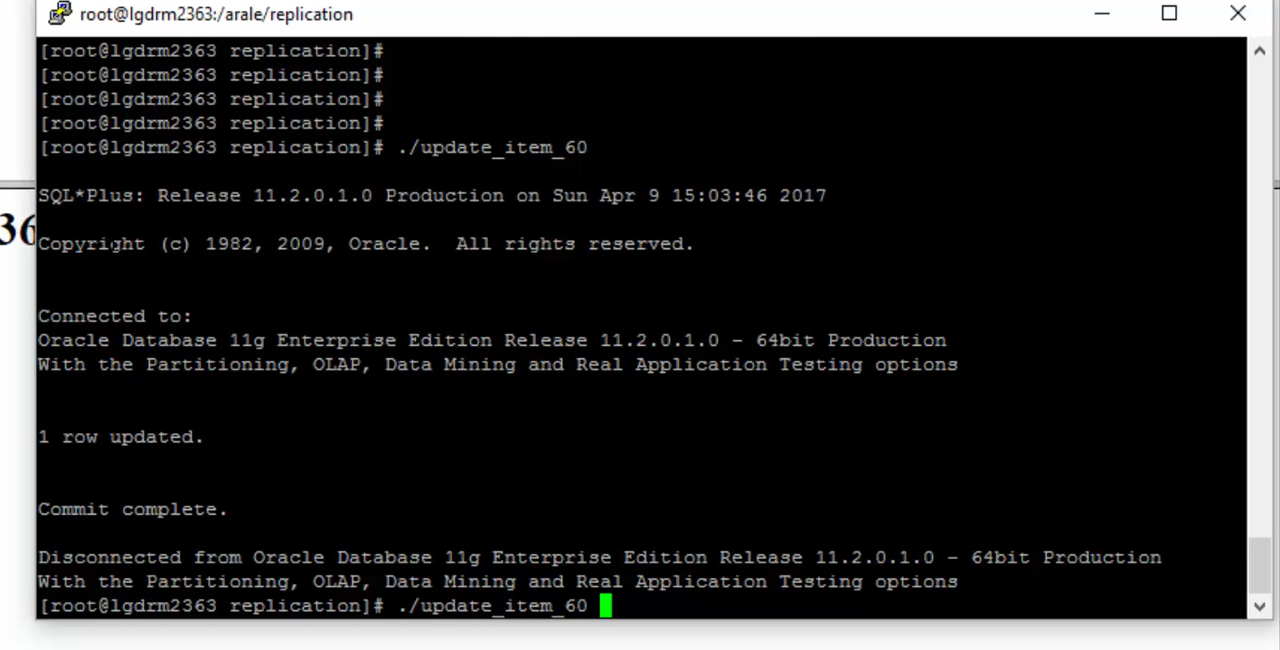 root@lgdrm2363:/arale/replication
[root@lgdrm2363 replication]#
[root@lgdrm2363 replication]#
[root@lgdrm2363 replication]#
[root@lgdrm2363 replication]#
[root@lgdrm2363 replication]# ./update_item_60
SQL*Plus: Release 11.2.0.1.0 Production on Sun Apr 9 15:03:46 2017
36
Copyright (c) 1982, 2009, Oracle.  All rights reserved.
Connected to:
Oracle Database 11g Enterprise Edition Release 11.2.0.1.0 - 64bit Production
With the Partitioning, OLAP, Data Mining and Real Application Testing options
1 row updated.
Commit complete.
Disconnected from Oracle Database 11g Enterprise Edition Release 11.2.0.1.0 - 64bit Production
With the Partitioning, OLAP, Data Mining and Real Application Testing options
[root@lgdrm2363 replication]# ./update_item_60